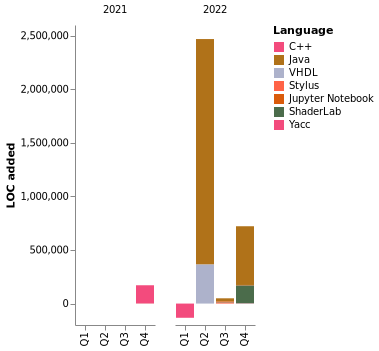 2021
2022
Language
C++
Java
VHDL
Stylus
Jupyter Notebook
ShaderLab
Yacc
LOC added
2,500,000
2,000,000
1,500,000
1,000,000
500,000
0
Q1
Q2
Q3
Q4
Q1
Q2
Q3
Q4